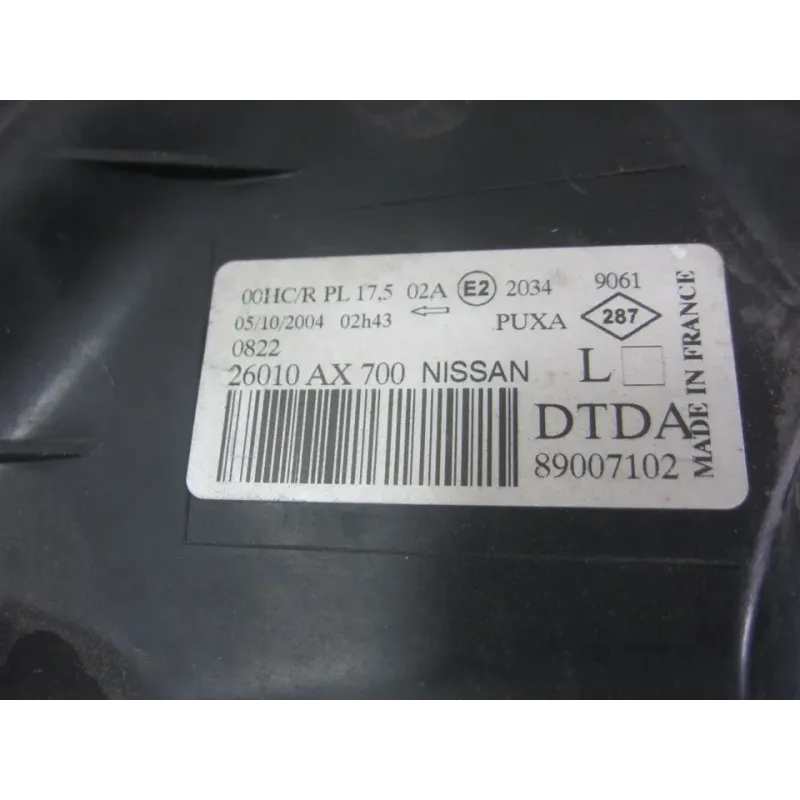 00HC/R PL 17,5 02A E2 2034 9061
05/10/2004 02h43 PUXA 287
0822
26010 AX 700 NISSAN L
DTDA
89007102
MADE IN FRANCE